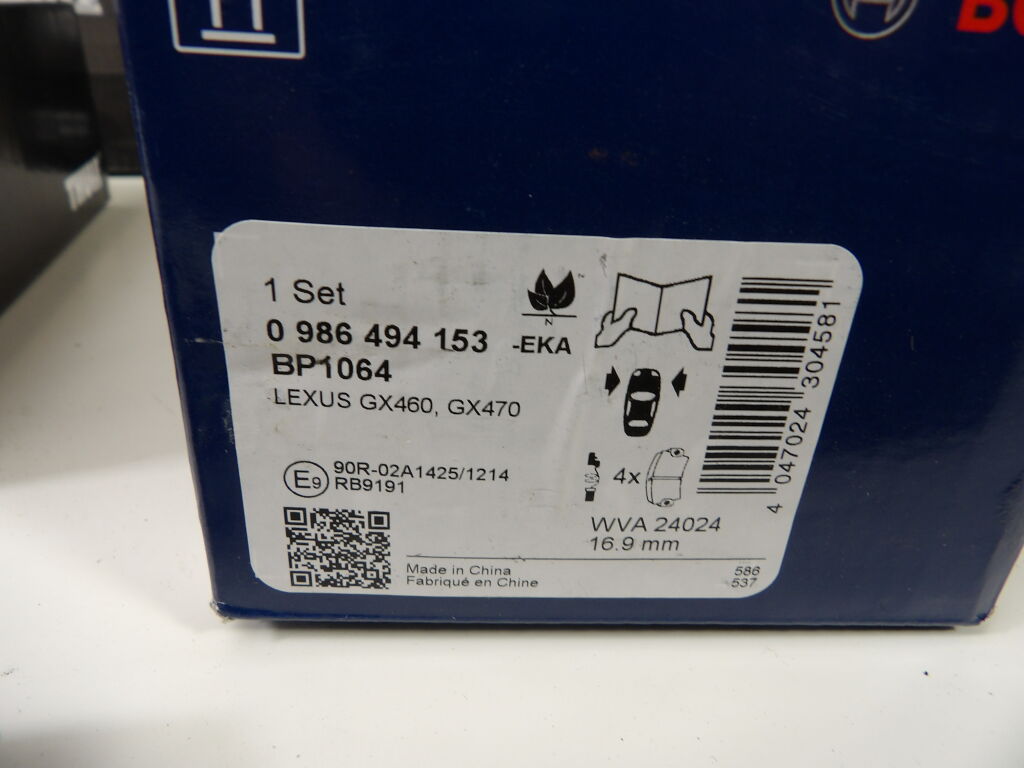 1 Set
0 986 494 153 -EKA
BP1064
LEXUS GX460, GX470
E9 90R-02A1425/1214
RB9191
4x
WVA 24024
16.9 mm
Made in China
Fabriqué en Chine
586
537
4 047024 304581